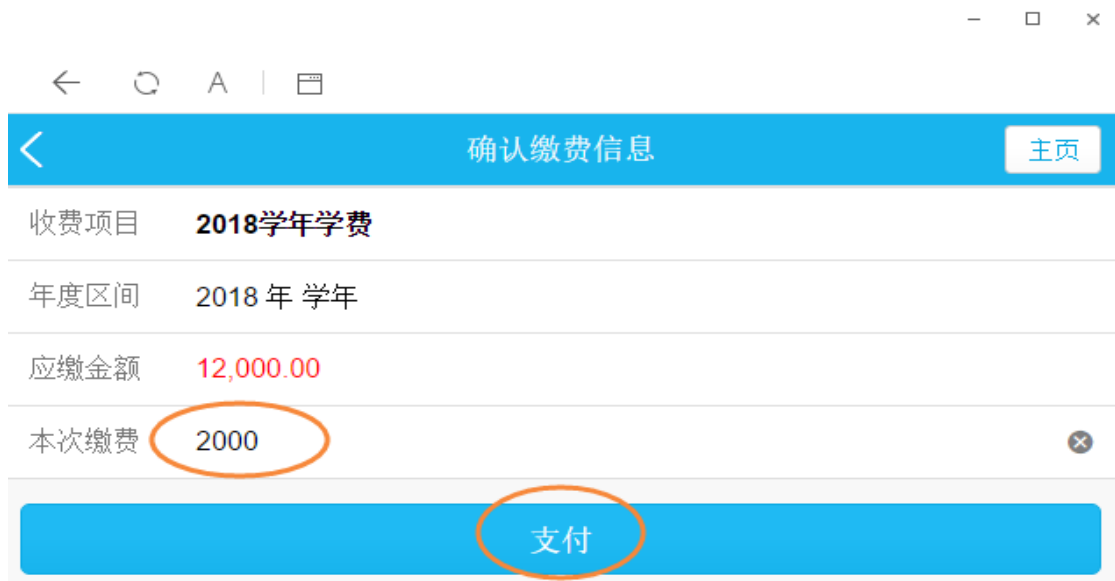 A
确认缴费信息 主页
收费项目 2018学年学费
年度区间 2018 年 学年
应缴金额 12,000.00
本次缴费 2000
支付